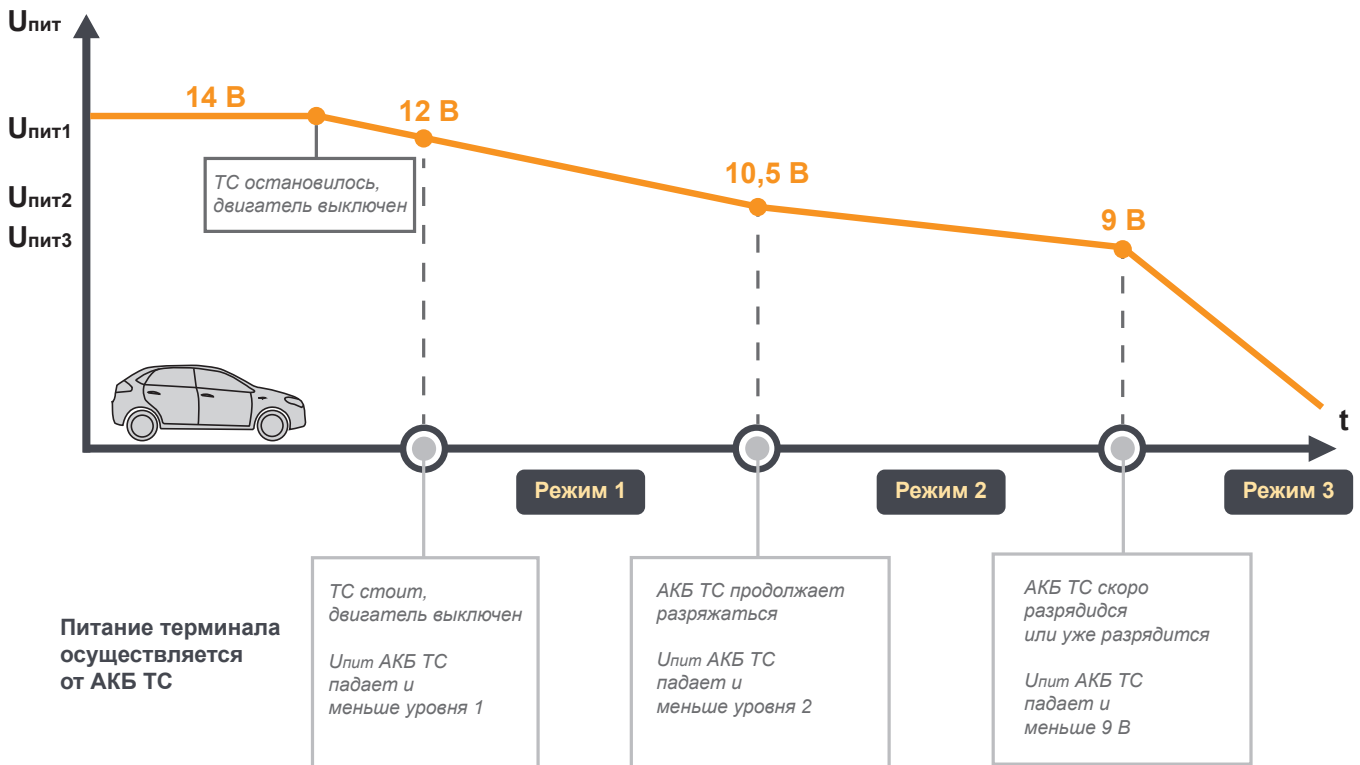 Uпит
14 В
12 В
Uпит1
ТС остановилось,
двигатель выключен
10,5 В
Uпит2
9 В
Uпит3
t
Режим 1
Режим 2
Режим 3
Питание терминала
осуществляется
от АКБ ТС
ТС стоит,
двигатель выключен
Uпит АКБ ТС
падает и
меньше уровня 1
АКБ ТС продолжает
разряжаться
Uпит АКБ ТС
падает и
меньше уровня 2
АКБ ТС скоро
разрядидся
или уже разрядится
Uпит АКБ ТС
падает и
меньше 9 В